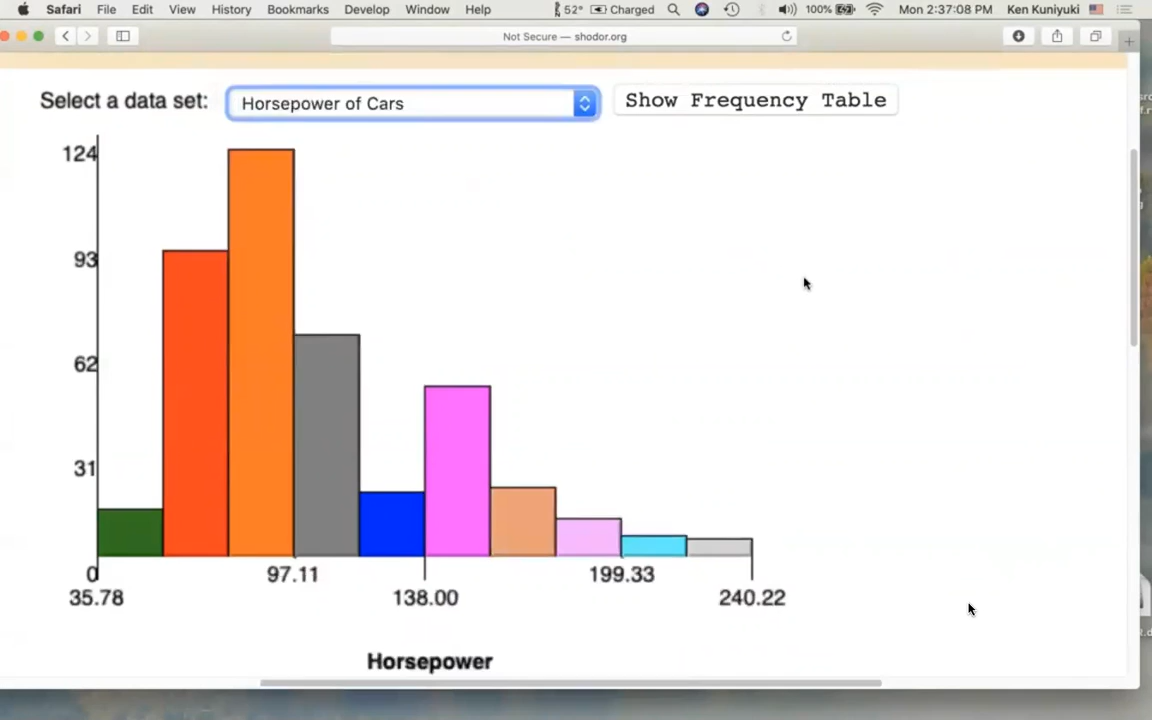 Safari File Edit View History Bookmarks Develop Window Help 52° Charged 100% Mon 2:37:08 PM Ken Kuniyuki
Not Secure — shodor.org
Select a data set: Horsepower of Cars Show Frequency Table
124
93
62
31
0 97.11 199.33
35.78 138.00 240.22
Horsepower